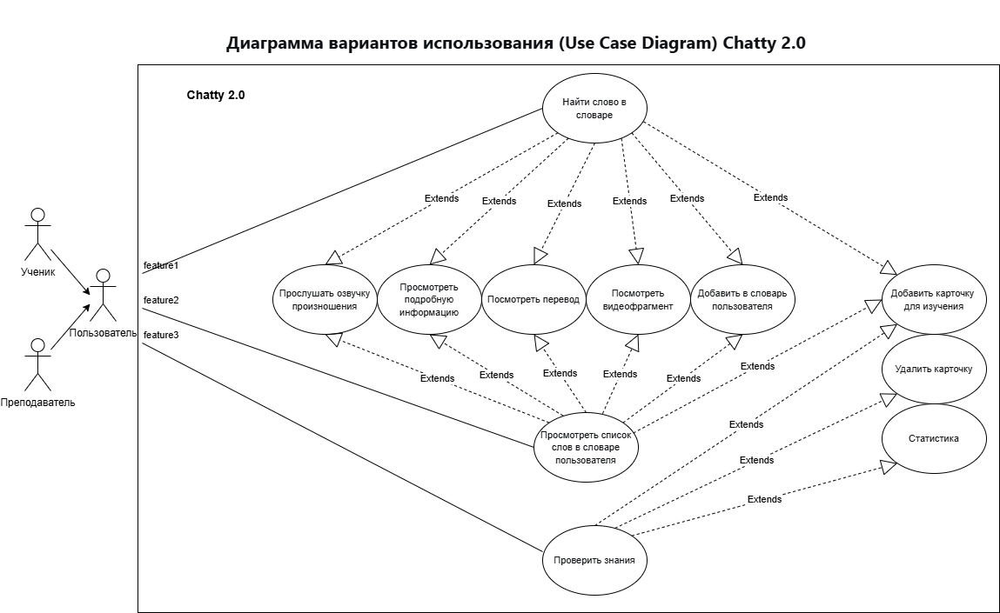 Диаграмма вариантов использования (Use Case Diagram) Chatty 2.0
Chatty 2.0
Найти слово в
словаре
Extends
Extends
Extends
Extends
Extends
Extends
Ученик
feature1
feature2
feature3
Пользователь
Преподаватель
Прослушать озвучку
произношения
Просмотреть
подробную
информацию
Посмотреть перевод
Посмотреть
видеофрагмент
Добавить в словарь
пользователя
Добавить карточку
для изучения
Удалить карточку
Статистика
Extends
Extends
Extends
Extends
Extends
Extends
Просмотреть список
слов в словаре
пользователя
Extends
Extends
Extends
Проверить знания